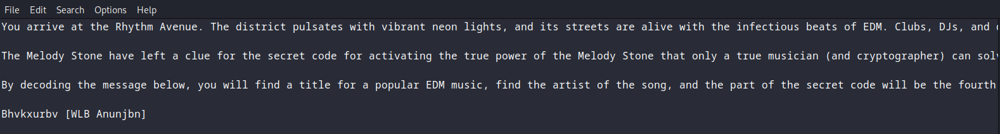 File Edit Search Options Help
You arrive at the Rhythm Avenue. The district pulsates with vibrant neon lights, and its streets are alive with the infectious beats of EDM. Clubs, DJs, and
The Melody Stone have left a clue for the secret code for activating the true power of the Melody Stone that only a true musician (and cryptographer) can
By decoding the message below, you will find a title for a popular EDM music, find the artist of the song, and the part of the secret code will be the fourth
Bhvkxurbv [WLB Anunjbn]